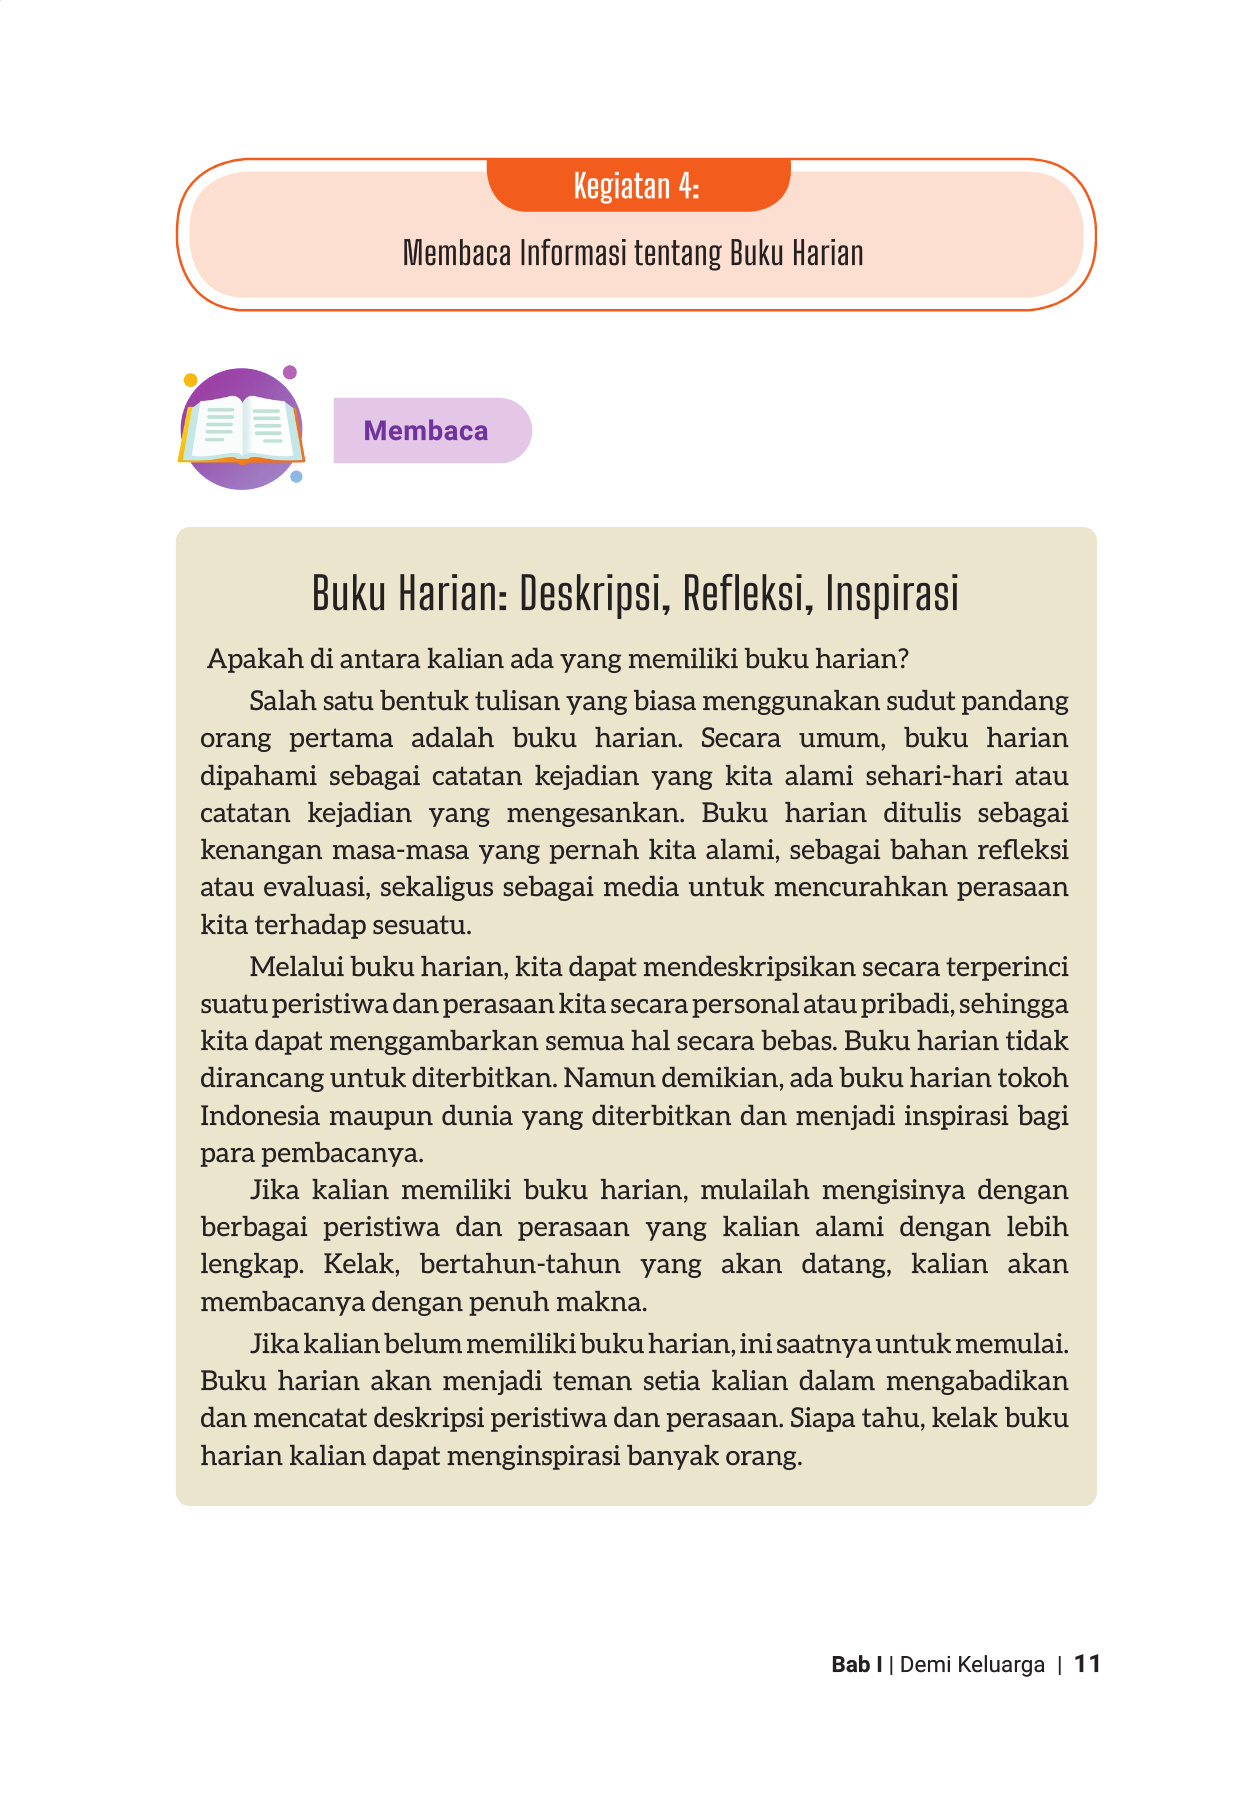 Kegiatan 4:
Membaca Informasi tentang Buku Harian
Membaca
Buku Harian: Deskripsi, Refleksi, Inspirasi
Apakah di antara kalian ada yang memiliki buku harian?
Salah satu bentuk tulisan yang biasa menggunakan sudut pandang
orang pertama adalah buku harian. Secara umum, buku harian
dipahami sebagai catatan kejadian yang kita alami sehari-hari atau
catatan kejadian yang mengesankan. Buku harian ditulis sebagai
kenangan masa-masa yang pernah kita alami, sebagai bahan refleksi
atau evaluasi, sekaligus sebagai media untuk mencurahkan perasaan
kita terhadap sesuatu.
Melalui buku harian, kita dapat mendeskripsikan secara terperinci
suatu peristiwa dan perasaan kita secara personal atau pribadi, sehingga
kita dapat menggambarkan semua hal secara bebas. Buku harian tidak
dirancang untuk diterbitkan. Namun demikian, ada buku harian tokoh
Indonesia maupun dunia yang diterbitkan dan menjadi inspirasi bagi
para pembacanya.
Jika kalian memiliki buku harian, mulailah mengisinya dengan
berbagai peristiwa dan perasaan yang kalian alami dengan lebih
lengkap. Kelak, bertahun-tahun yang akan datang, kalian akan
membacanya dengan penuh makna.
Jika kalian belum memiliki buku harian, ini saatnya untuk memulai.
Buku harian akan menjadi teman setia kalian dalam mengabadikan
dan mencatat deskripsi peristiwa dan perasaan. Siapa tahu, kelak buku
harian kalian dapat menginspirasi banyak orang.
Bab I | Demi Keluarga | 11